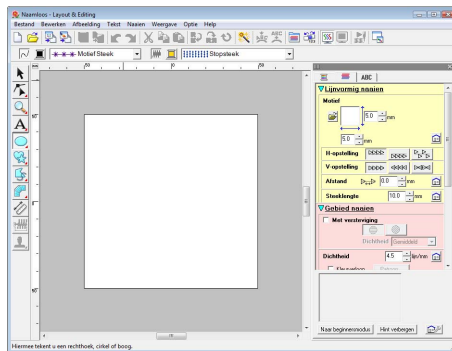 Naamloos - Layout & Editing
Bestand Bewerken Afbeelding Tekst Naaien Weergave Optie Help
Motief Steek
Stopsteek
ABC
Lijnvormig naaien
Motief
5.0 mm
5.0 mm
H-opstelling
V-opstelling
Afstand 0.0 mm
Steeklengte 10.0 mm
Gebied naaien
Met versteviging
Dichtheid Gemiddeld
Dichtheid 4.5 lijn/mm
Naar beginnersmodus Hint verbergen
Hiermee tekent u een rechthoek, cirkel of boog.